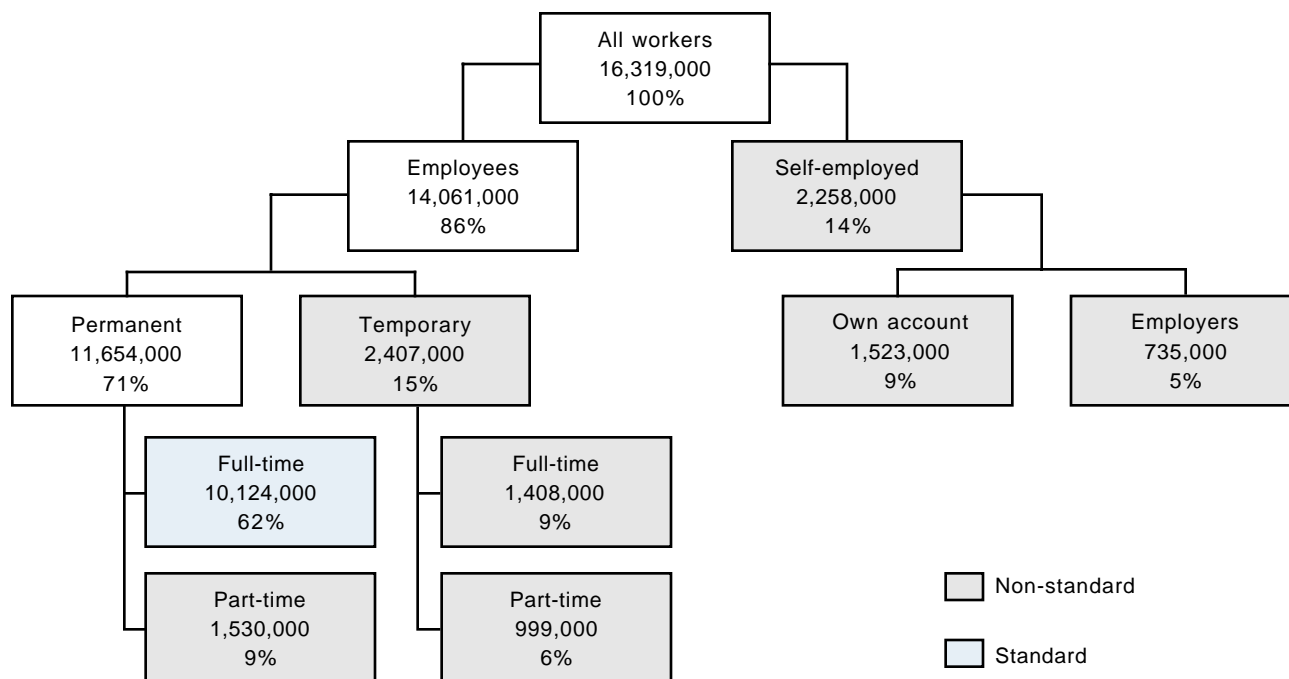 All workers
16,319,000
100%
Employees
14,061,000
86%
Self-employed
2,258,000
14%
Permanent
11,654,000
71%
Temporary
2,407,000
15%
Own account
1,523,000
9%
Employers
735,000
5%
Full-time
10,124,000
62%
Full-time
1,408,000
9%
Part-time
1,530,000
9%
Part-time
999,000
6%
Non-standard
Standard